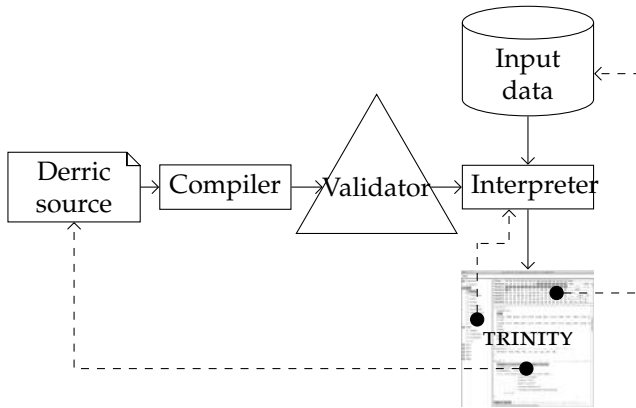 Input
data
Derric
source
Compiler
Validator
Interpreter
TRINITY